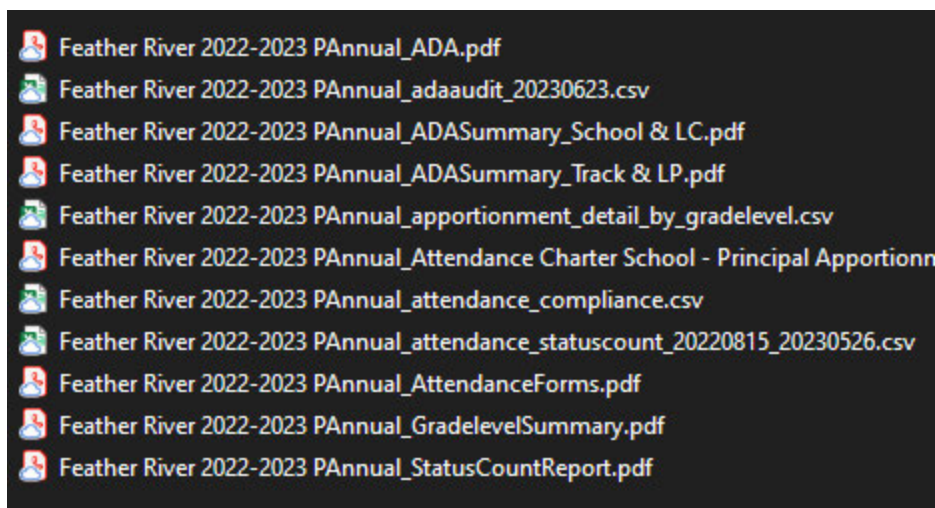 Feather River 2022-2023 PAnnual_ADA.pdf
Feather River 2022-2023 PAnnual_adaaudit_20230623.csv
Feather River 2022-2023 PAnnual_ADASummary_School & LC.pdf
Feather River 2022-2023 PAnnual_ADASummary_Track & LP.pdf
Feather River 2022-2023 PAnnual_apportionment_detail_by_gradelevel.csv
Feather River 2022-2023 PAnnual_Attendance Charter School - Principal Apportionn
Feather River 2022-2023 PAnnual_attendance_compliance.csv
Feather River 2022-2023 PAnnual_attendance_statuscount_20220815_20230526.csv
Feather River 2022-2023 PAnnual_AttendanceForms.pdf
Feather River 2022-2023 PAnnual_GradelevelSummary.pdf
Feather River 2022-2023 PAnnual_StatusCountReport.pdf